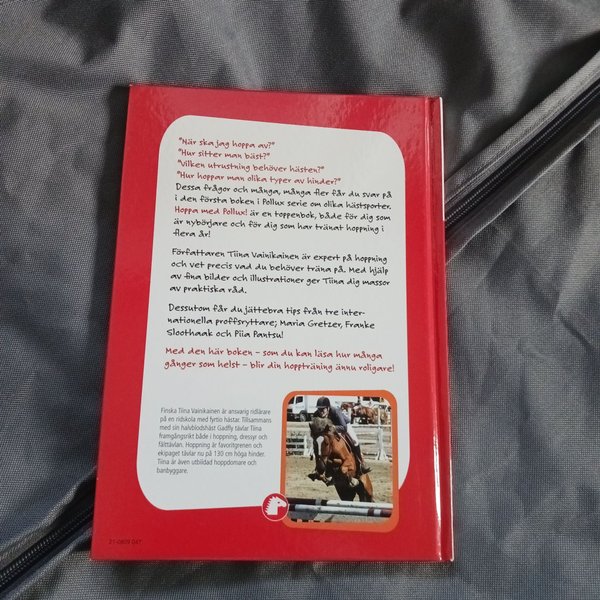 "När ska jag hoppa av?"
"Hur sitter man bäst?"
"Vilken utrustning behöver hästen?"
"Hur hoppar man olika typer av hinder?"
Dessa frågor och många, många fler får du svar på
i den första boken i Pollux serie om olika hästsporter.
Hoppa med Pollux! är en toppenbok, både för dig som
är nybörjare och för dig som har tränat hoppning i
flera år!
Författaren Tiina Vainikainen är expert på hoppning
och vet precis vad du behöver träna på. Med hjälp
av fina bilder och illustrationer ger Tiina dig massor
av praktiska råd.
Dessutom får du jättebra tips från tre inter-
nationella proffsryttare; Maria Gretzer, Franke
Sloothaak och Piia Pantsu!
Med den här boken – som du kan läsa hur många
gånger som helst – blir din hoppträning ännu roligare!
Finska Tiina Vainikainen är ansvarig ridlärare
på en ridskola med fyrtio hästar. Tillsammans
med sin halvblodshäst Gadfly tävlar Tiina
framgångsrikt både i hoppning, dressyr och
fälttävlan. Hoppning är favoritgrenen och
ekipaget tävlar nu på 130 cm höga hinder.
Tiina är även utbildad hoppdomare och
banbyggare.